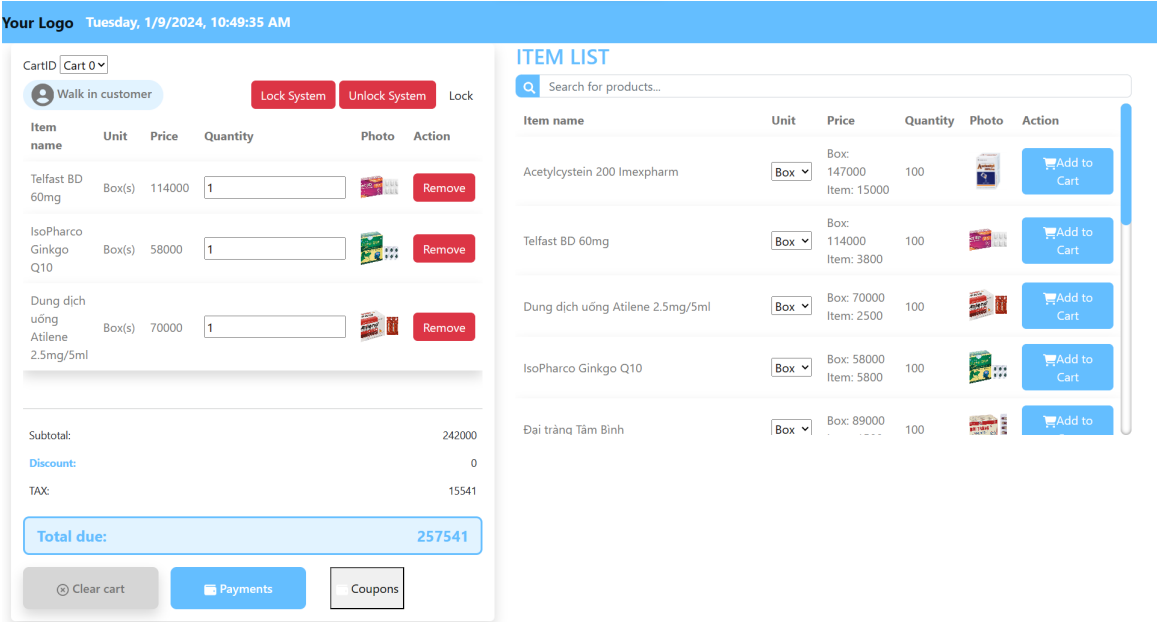 Your Logo Tuesday, 1/9/2024, 10:49:35 AM
CartID Cart 0
Walk in customer
Lock System Unlock System Lock
Item name Unit Price Quantity Photo Action
Telfast BD 60mg Box(s) 114000 1 Remove
IsoPharco Ginkgo Q10 Box(s) 58000 1 Remove
Dung dịch uống Atilene 2.5mg/5ml Box(s) 70000 1 Remove
Subtotal: 242000
Discount: 0
TAX: 15541
Total due: 257541
Clear cart Payments Coupons
ITEM LIST
Search for products...
Item name Unit Price Quantity Photo Action
Acetylcystein 200 Imexpharm Box Box: 147000 Item: 15000 100 Add to Cart
Telfast BD 60mg Box Box: 114000 Item: 3800 100 Add to Cart
Dung dịch uống Atilene 2.5mg/5ml Box Box: 70000 Item: 2500 100 Add to Cart
IsoPharco Ginkgo Q10 Box Box: 58000 Item: 5800 100 Add to Cart
Đại tràng Tâm Bình Box Box: 89000 100 Add to